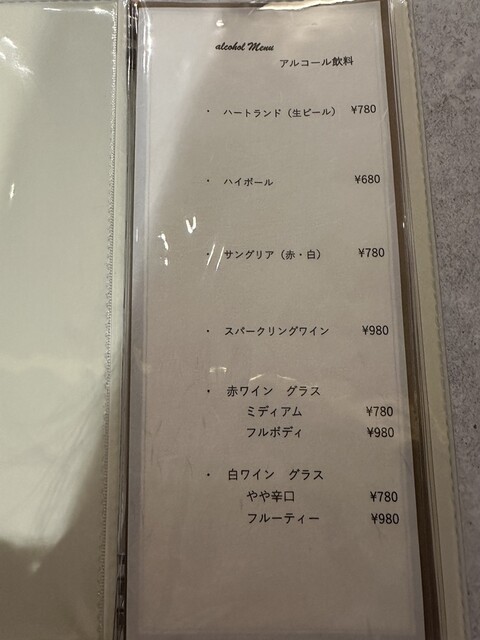 alcohol Menu
アルコール飲料
・ ハートランド（生ビール） ¥780
・ ハイボール ¥680
・ サングリア（赤・白） ¥780
・ スパークリングワイン ¥980
・ 赤ワイン グラス
ミディアム ¥780
フルボディ ¥980
・ 白ワイン グラス
やや辛口 ¥780
フルーティー ¥980